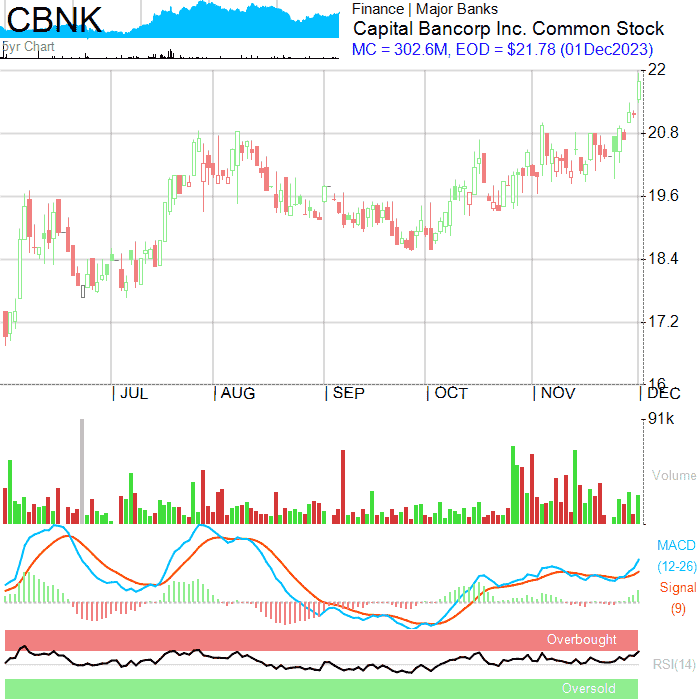 CBNK
5yr Chart
Finance | Major Banks
Capital Bancorp Inc. Common Stock
MC = 302.6M, EOD = $21.78 (01Dec2023)
22
20.8
19.6
18.4
17.2
16
JUL AUG SEP OCT NOV DEC
91k
Volume
MACD
(12-26)
Signal
(9)
Overbought
RSI(14)
Oversold